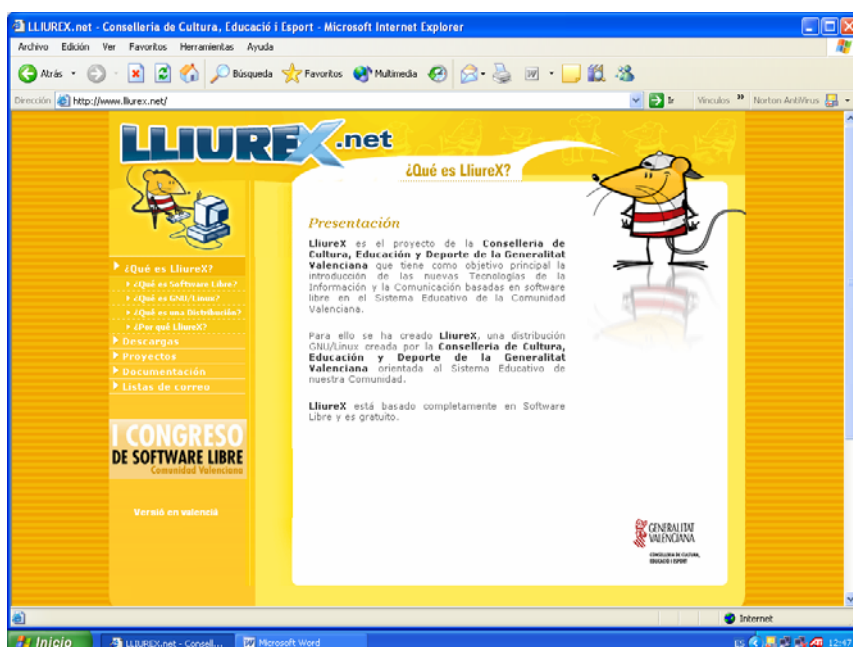 LLIUREX.net - Conselleria de Cultura, Educació i Esport - Microsoft Internet Explorer
Archivo Edición Ver Favoritos Herramientas Ayuda
Atrás Búsqueda Favoritos Multimedia
Dirección http://www.lliurex.net/ Ir Vínculos Norton AntiVirus
LLIUREX.net
¿Qué es LliureX?
¿Qué es LliureX?
¿Qué es Software Libre?
¿Qué es GNU/Linux?
¿Qué es una Distribución?
¿Por qué LliureX?
Descargas
Proyectos
Documentación
Listas de correo
I CONGRESO
DE SOFTWARE LIBRE
Comunidad Valenciana
Versió en valencià
Presentación
LliureX es el proyecto de la Conselleria de
Cultura, Educación y Deporte de la Generalitat
Valenciana que tiene como objetivo principal la
introducción de las nuevas Tecnologías de la
Información y la Comunicación basadas en software
libre en el Sistema Educativo de la Comunidad
Valenciana.
Para ello se ha creado LliureX, una distribución
GNU/Linux creada por la Conselleria de Cultura,
Educación y Deporte de la Generalitat
Valenciana orientada al Sistema Educativo de
nuestra Comunidad.
LliureX está basado completamente en Software
Libre y es gratuito.
GENERALITAT
VALENCIANA
CONSELLERIA DE CULTURA,
EDUCACIÓ I ESPORT
Internet
Inicio LLIUREX.net - Consell... Microsoft Word ES 12:47